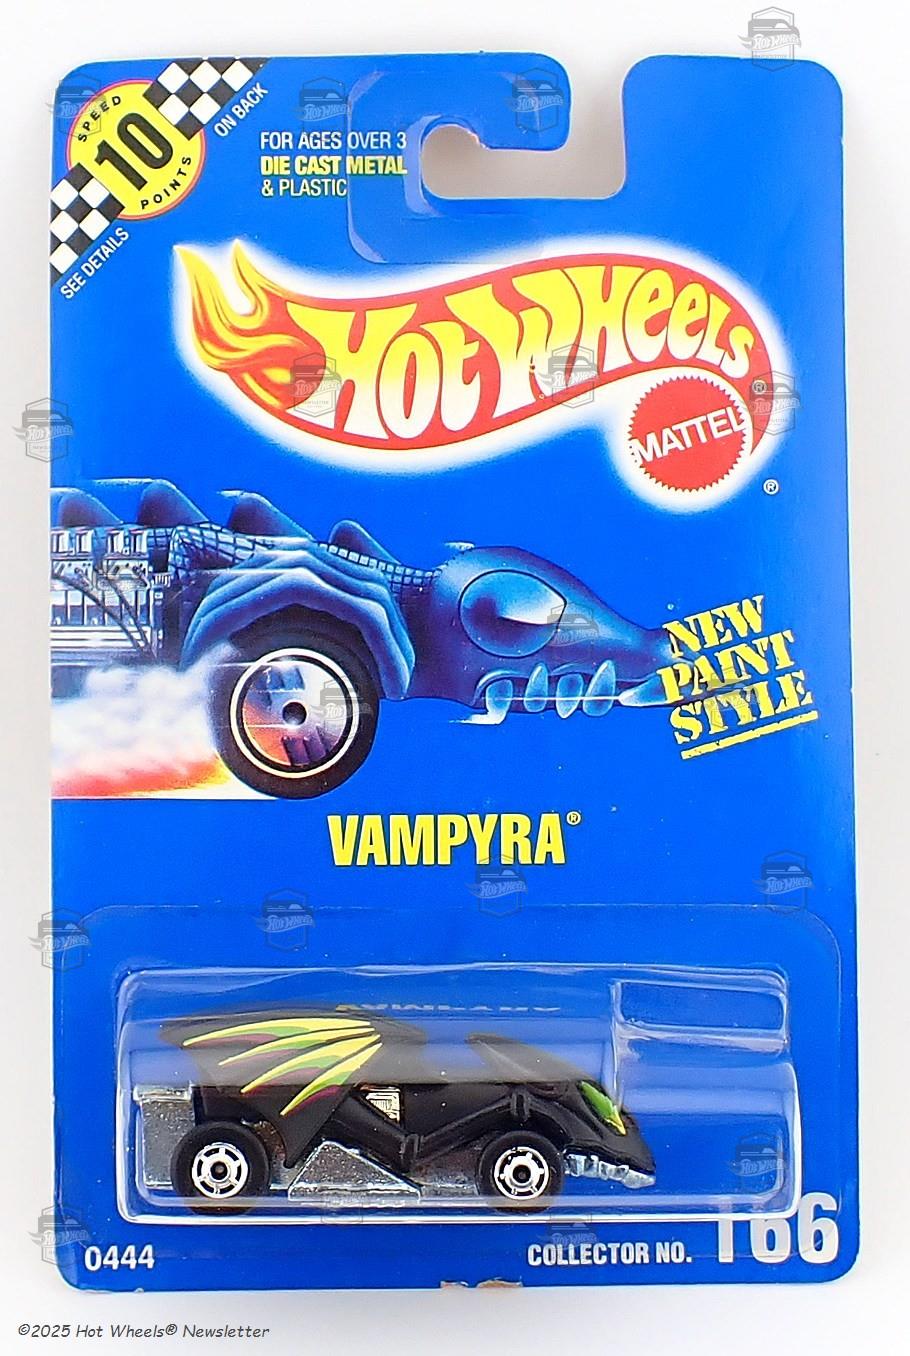 SPEED
10
POINTS
ON BACK
SEE DETAILS
FOR AGES OVER 3
DIE CAST METAL
& PLASTIC
Hot Wheels®
MATTEL
®
NEW
PAINT
STYLE
VAMPYRA®
0444
COLLECTOR NO. 166
©2025 Hot Wheels® Newsletter